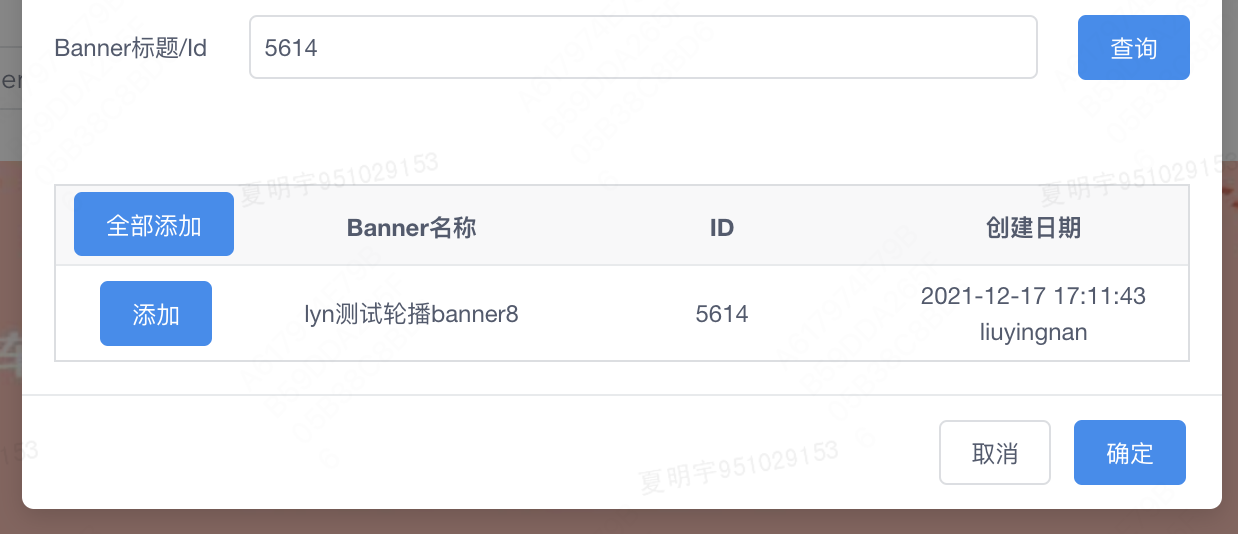 Banner标题/Id
5614
查询
全部添加
Banner名称
ID
创建日期
添加
lyn测试轮播banner8
5614
2021-12-17 17:11:43
liuyingnan
取消
确定
夏明宇951029153
夏明宇951029153
夏明宇951029153